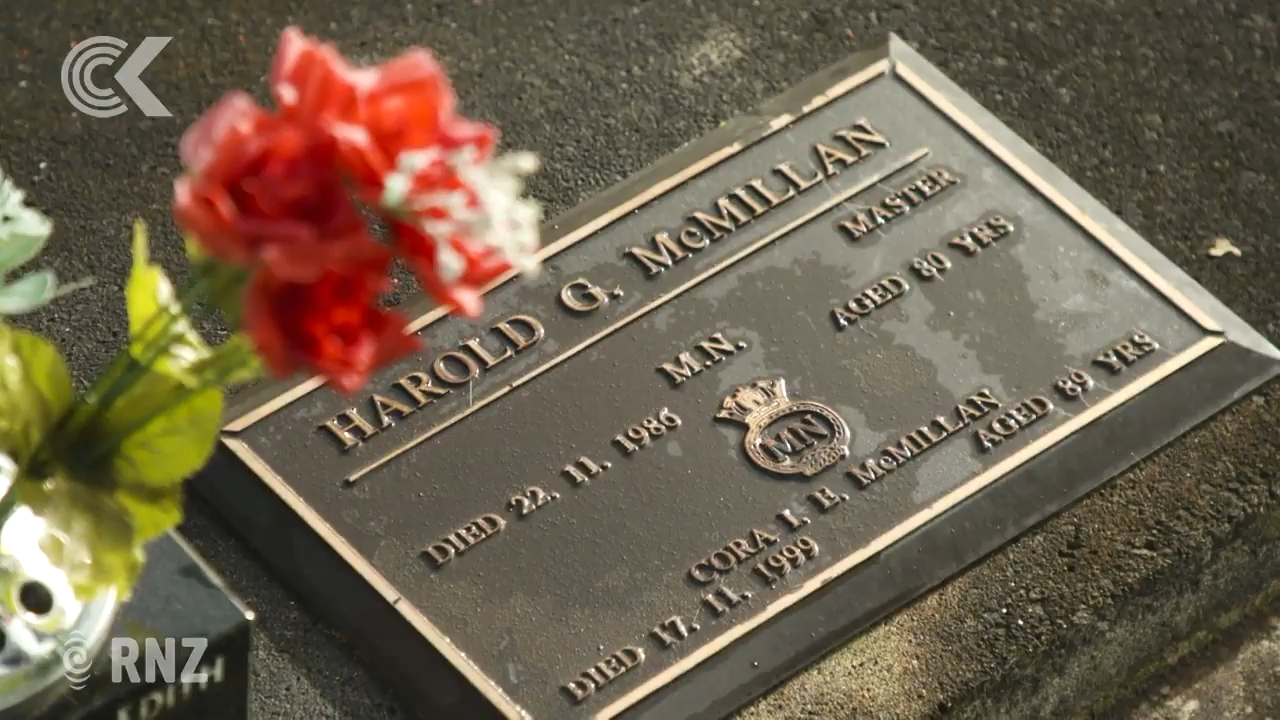 HAROLD G. McMILLAN
M.N. MASTER
DIED 22. 11. 1986 AGED 80 YRS
MN
CORA I. E. McMILLAN
DIED 17. 11. 1999 AGED 89 YRS
RNZ
EDITH